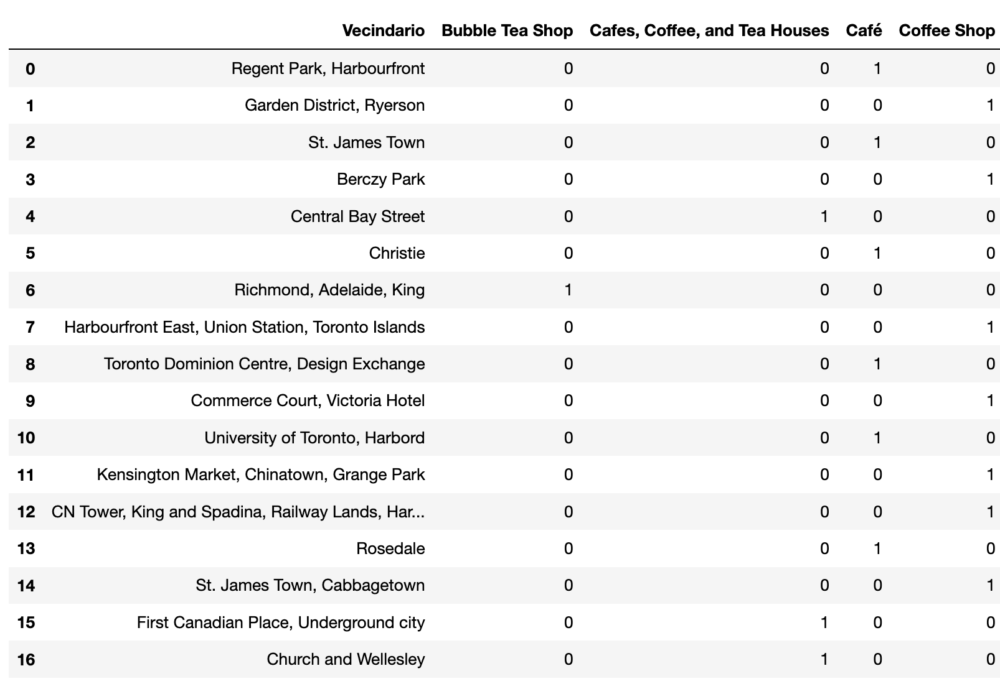 Vecindario Bubble Tea Shop Cafes, Coffee, and Tea Houses Café Coffee Shop
0 Regent Park, Harbourfront 0 0 1 0
1 Garden District, Ryerson 0 0 0 1
2 St. James Town 0 0 1 0
3 Berczy Park 0 0 0 1
4 Central Bay Street 0 1 0 0
5 Christie 0 0 1 0
6 Richmond, Adelaide, King 1 0 0 0
7 Harbourfront East, Union Station, Toronto Islands 0 0 0 1
8 Toronto Dominion Centre, Design Exchange 0 0 1 0
9 Commerce Court, Victoria Hotel 0 0 0 1
10 University of Toronto, Harbord 0 0 1 0
11 Kensington Market, Chinatown, Grange Park 0 0 0 1
12 CN Tower, King and Spadina, Railway Lands, Har... 0 0 0 1
13 Rosedale 0 0 1 0
14 St. James Town, Cabbagetown 0 0 0 1
15 First Canadian Place, Underground city 0 1 0 0
16 Church and Wellesley 0 1 0 0